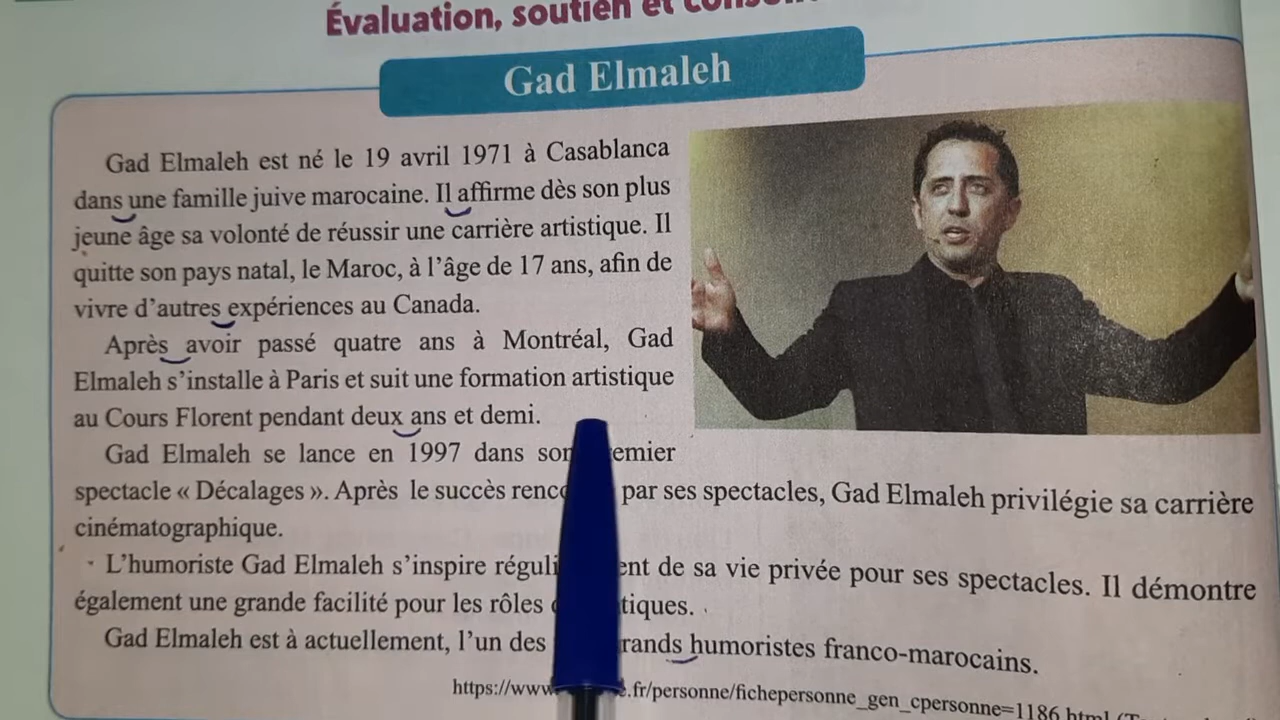 Évaluation, soutien et
Gad Elmaleh
Gad Elmaleh est né le 19 avril 1971 à Casablanca
dans une famille juive marocaine. Il affirme dès son plus
jeune âge sa volonté de réussir une carrière artistique. Il
quitte son pays natal, le Maroc, à l'âge de 17 ans, afin de
vivre d'autres expériences au Canada.
Après avoir passé quatre ans à Montréal, Gad
Elmaleh s'installe à Paris et suit une formation artistique
au Cours Florent pendant deux ans et demi.
Gad Elmaleh se lance en 1997 dans son
spectacle « Décalages ». Après le succès par ses spectacles, Gad Elmaleh privilégie sa carrière
cinématographique.
L'humoriste Gad Elmaleh s'inspire de sa vie privée pour ses spectacles. Il démontre
également une grande facilité pour les rôles
Gad Elmaleh est à actuellement, l'un des humoristes franco-marocains.
https://www .fr/personne/fichepersonne_gen_cpersonne=1186.html